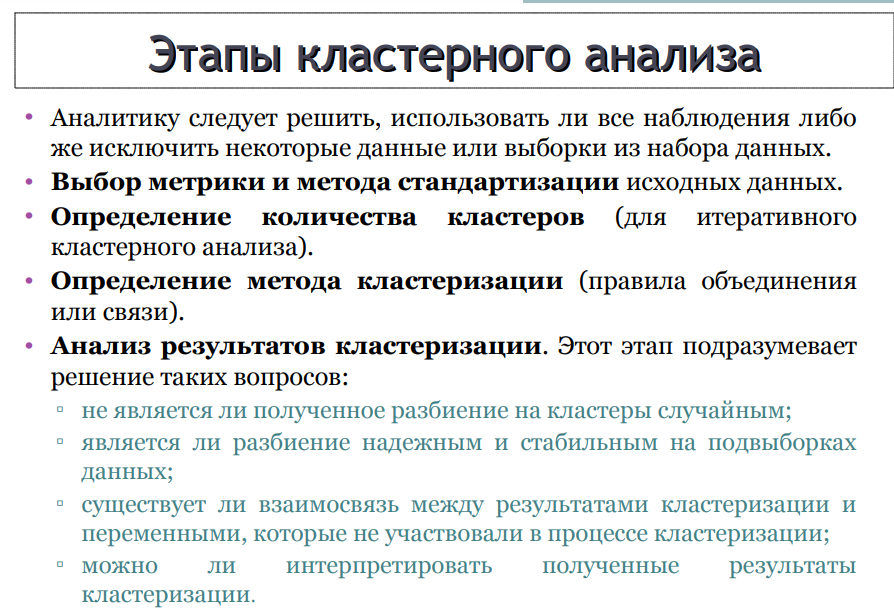 Этапы кластерного анализа
• Аналитику следует решить, использовать ли все наблюдения либо
же исключить некоторые данные или выборки из набора данных.
• Выбор метрики и метода стандартизации исходных данных.
• Определение количества кластеров (для итеративного
кластерного анализа).
• Определение метода кластеризации (правила объединения
или связи).
• Анализ результатов кластеризации. Этот этап подразумевает
решение таких вопросов:
▫ не является ли полученное разбиение на кластеры случайным;
▫ является ли разбиение надежным и стабильным на подвыборках
данных;
▫ существует ли взаимосвязь между результатами кластеризации и
переменными, которые не участвовали в процессе кластеризации;
▫ можно ли интерпретировать полученные результаты
кластеризации.